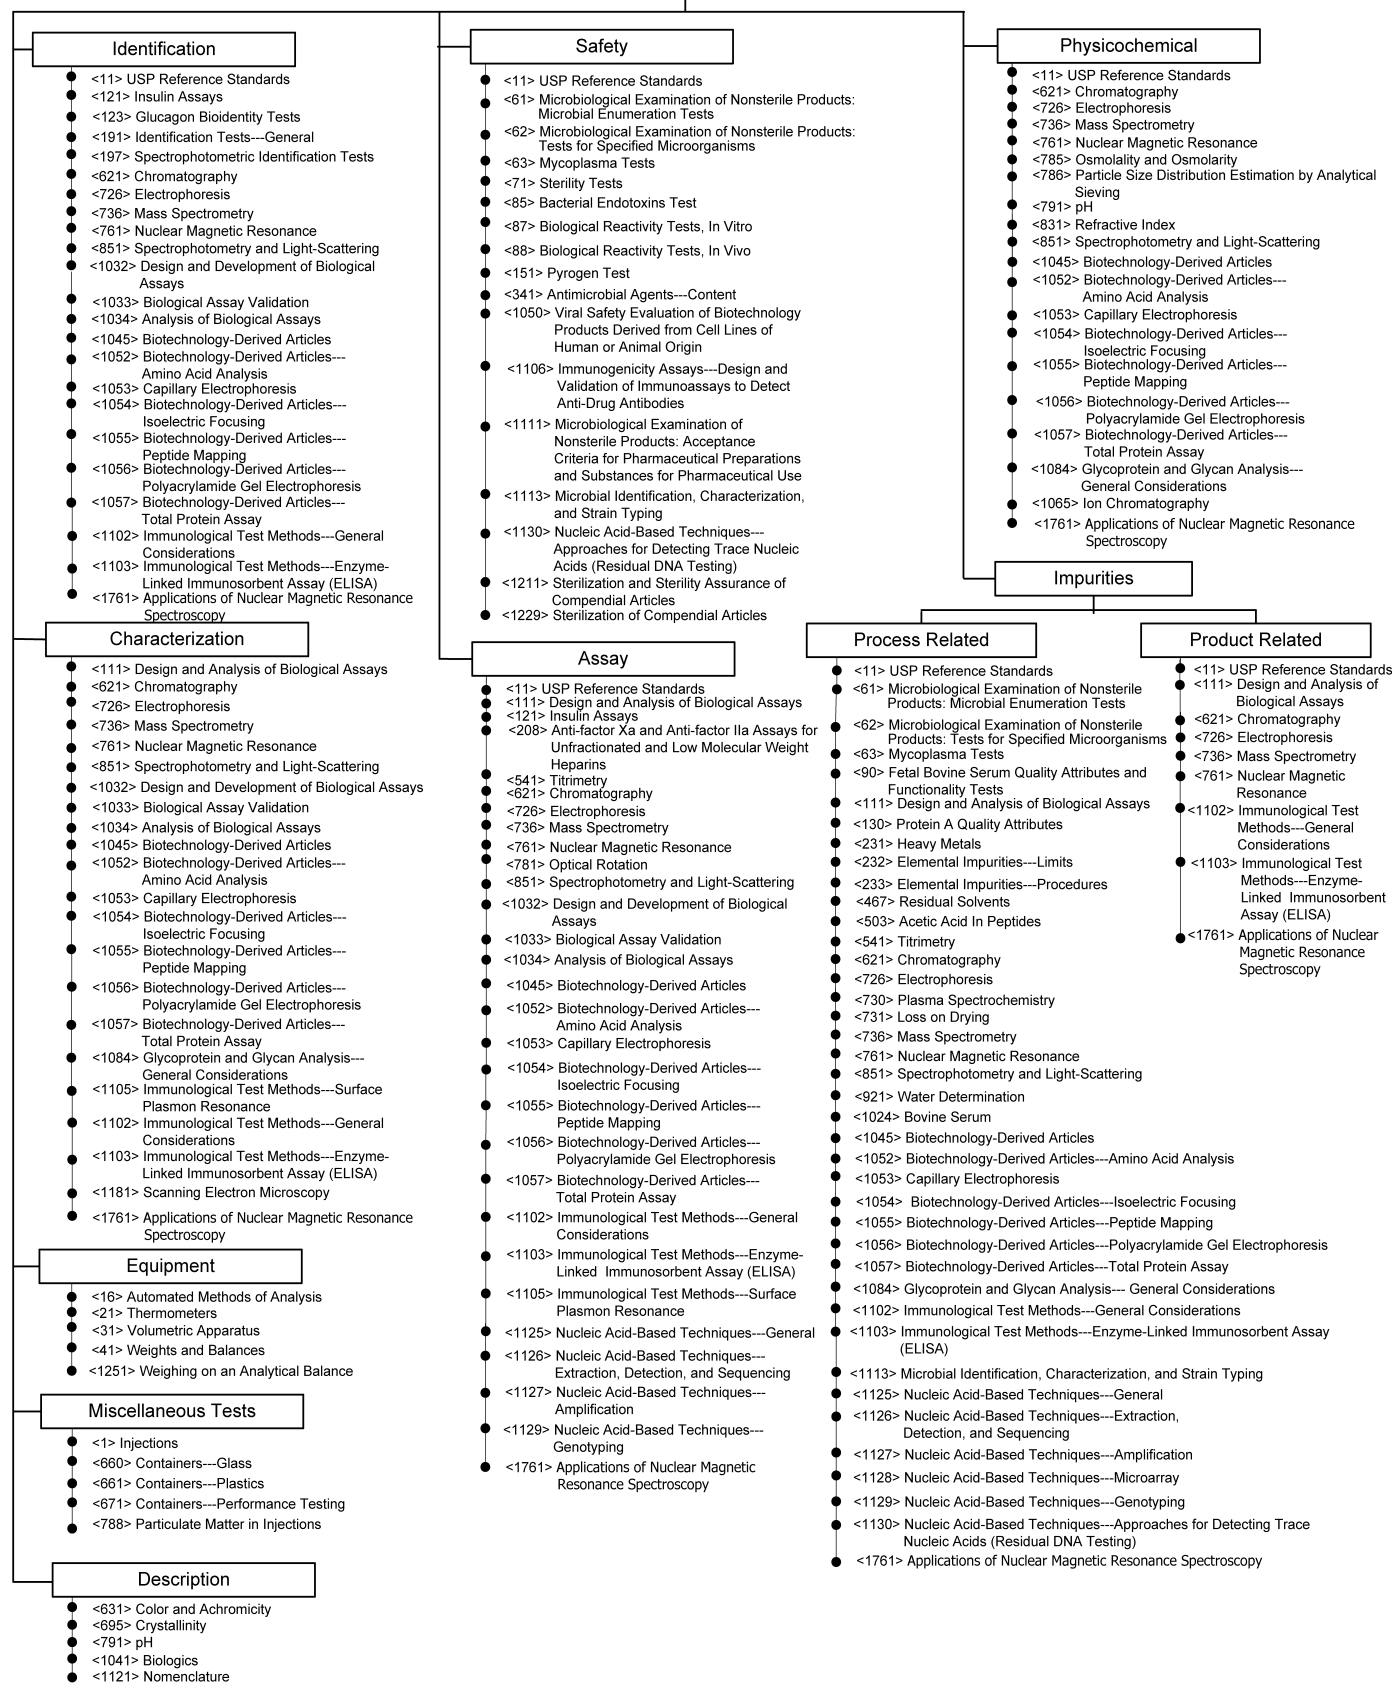 Identification
<11> USP Reference Standards
<121> Insulin Assays
<123> Glucagon Bioidentity Tests
<191> Identification Tests---General
<197> Spectrophotometric Identification Tests
<621> Chromatography
<726> Electrophoresis
<736> Mass Spectrometry
<761> Nuclear Magnetic Resonance
<851> Spectrophotometry and Light-Scattering
<1032> Design and Development of Biological
Assays
<1033> Biological Assay Validation
<1034> Analysis of Biological Assays
<1045> Biotechnology-Derived Articles
<1052> Biotechnology-Derived Articles---
Amino Acid Analysis
<1053> Capillary Electrophoresis
<1054> Biotechnology-Derived Articles---
Isoelectric Focusing
<1055> Biotechnology-Derived Articles---
Peptide Mapping
<1056> Biotechnology-Derived Articles---
Polyacrylamide Gel Electrophoresis
<1057> Biotechnology-Derived Articles---
Total Protein Assay
<1102> Immunological Test Methods---General
Considerations
<1103> Immunological Test Methods---Enzyme-
Linked Immunosorbent Assay (ELISA)
<1761> Applications of Nuclear Magnetic Resonance
Spectroscopy
Characterization
<111> Design and Analysis of Biological Assays
<621> Chromatography
<726> Electrophoresis
<736> Mass Spectrometry
<761> Nuclear Magnetic Resonance
<851> Spectrophotometry and Light-Scattering
<1032> Design and Development of Biological Assays
<1033> Biological Assay Validation
<1034> Analysis of Biological Assays
<1045> Biotechnology-Derived Articles
<1052> Biotechnology-Derived Articles---
Amino Acid Analysis
<1053> Capillary Electrophoresis
<1054> Biotechnology-Derived Articles---
Isoelectric Focusing
<1055> Biotechnology-Derived Articles---
Peptide Mapping
<1056> Biotechnology-Derived Articles---
Polyacrylamide Gel Electrophoresis
<1057> Biotechnology-Derived Articles---
Total Protein Assay
<1084> Glycoprotein and Glycan Analysis---
General Considerations
<1105> Immunological Test Methods---Surface
Plasmon Resonance
<1102> Immunological Test Methods---General
Considerations
<1103> Immunological Test Methods---Enzyme-
Linked Immunosorbent Assay (ELISA)
<1181> Scanning Electron Microscopy
<1761> Applications of Nuclear Magnetic Resonance
Spectroscopy
Equipment
<16> Automated Methods of Analysis
<21> Thermometers
<31> Volumetric Apparatus
<41> Weights and Balances
<1251> Weighing on an Analytical Balance
Miscellaneous Tests
<1> Injections
<660> Containers---Glass
<661> Containers---Plastics
<671> Containers---Performance Testing
<788> Particulate Matter in Injections
Description
<631> Color and Achromicity
<695> Crystallinity
<791> pH
<1041> Biologics
<1121> Nomenclature
Safety
<11> USP Reference Standards
<61> Microbiological Examination of Nonsterile Products:
Microbial Enumeration Tests
<62> Microbiological Examination of Nonsterile Products:
Tests for Specified Microorganisms
<63> Mycoplasma Tests
<71> Sterility Tests
<85> Bacterial Endotoxins Test
<87> Biological Reactivity Tests, In Vitro
<88> Biological Reactivity Tests, In Vivo
<151> Pyrogen Test
<341> Antimicrobial Agents---Content
<1050> Viral Safety Evaluation of Biotechnology
Products Derived from Cell Lines of
Human or Animal Origin
<1106> Immunogenicity Assays---Design and
Validation of Immunoassays to Detect
Anti-Drug Antibodies
<1111> Microbiological Examination of
Nonsterile Products: Acceptance
Criteria for Pharmaceutical Preparations
and Substances for Pharmaceutical Use
<1113> Microbial Identification, Characterization,
and Strain Typing
<1130> Nucleic Acid-Based Techniques---
Approaches for Detecting Trace Nucleic
Acids (Residual DNA Testing)
<1211> Sterilization and Sterility Assurance of
Compendial Articles
<1229> Sterilization of Compendial Articles
Assay
<11> USP Reference Standards
<111> Design and Analysis of Biological Assays
<121> Insulin Assays
<208> Anti-factor Xa and Anti-factor IIa Assays for
Unfractionated and Low Molecular Weight
Heparins
<541> Titrimetry
<621> Chromatography
<726> Electrophoresis
<736> Mass Spectrometry
<761> Nuclear Magnetic Resonance
<781> Optical Rotation
<851> Spectrophotometry and Light-Scattering
<1032> Design and Development of Biological
Assays
<1033> Biological Assay Validation
<1034> Analysis of Biological Assays
<1045> Biotechnology-Derived Articles
<1052> Biotechnology-Derived Articles---
Amino Acid Analysis
<1053> Capillary Electrophoresis
<1054> Biotechnology-Derived Articles---
Isoelectric Focusing
<1055> Biotechnology-Derived Articles---
Peptide Mapping
<1056> Biotechnology-Derived Articles---
Polyacrylamide Gel Electrophoresis
<1057> Biotechnology-Derived Articles---
Total Protein Assay
<1102> Immunological Test Methods---General
Considerations
<1103> Immunological Test Methods---Enzyme-
Linked Immunosorbent Assay (ELISA)
<1105> Immunological Test Methods---Surface
Plasmon Resonance
<1125> Nucleic Acid-Based Techniques---General
<1126> Nucleic Acid-Based Techniques---
Extraction, Detection, and Sequencing
<1127> Nucleic Acid-Based Techniques---
Amplification
<1129> Nucleic Acid-Based Techniques---
Genotyping
<1761> Applications of Nuclear Magnetic
Resonance Spectroscopy
Physicochemical
<11> USP Reference Standards
<621> Chromatography
<726> Electrophoresis
<736> Mass Spectrometry
<761> Nuclear Magnetic Resonance
<785> Osmolality and Osmolarity
<786> Particle Size Distribution Estimation by Analytical
Sieving
<791> pH
<831> Refractive Index
<851> Spectrophotometry and Light-Scattering
<1045> Biotechnology-Derived Articles
<1052> Biotechnology-Derived Articles---
Amino Acid Analysis
<1053> Capillary Electrophoresis
<1054> Biotechnology-Derived Articles---
Isoelectric Focusing
<1055> Biotechnology-Derived Articles---
Peptide Mapping
<1056> Biotechnology-Derived Articles---
Polyacrylamide Gel Electrophoresis
<1057> Biotechnology-Derived Articles---
Total Protein Assay
<1084> Glycoprotein and Glycan Analysis---
General Considerations
<1065> Ion Chromatography
<1761> Applications of Nuclear Magnetic Resonance
Spectroscopy
Impurities
Process Related
<11> USP Reference Standards
<61> Microbiological Examination of Nonsterile
Products: Microbial Enumeration Tests
<62> Microbiological Examination of Nonsterile
Products: Tests for Specified Microorganisms
<63> Mycoplasma Tests
<90> Fetal Bovine Serum Quality Attributes and
Functionality Tests
<111> Design and Analysis of Biological Assays
<130> Protein A Quality Attributes
<231> Heavy Metals
<232> Elemental Impurities---Limits
<233> Elemental Impurities---Procedures
<467> Residual Solvents
<503> Acetic Acid In Peptides
<541> Titrimetry
<621> Chromatography
<726> Electrophoresis
<730> Plasma Spectrochemistry
<731> Loss on Drying
<736> Mass Spectrometry
<761> Nuclear Magnetic Resonance
<851> Spectrophotometry and Light-Scattering
<921> Water Determination
<1024> Bovine Serum
<1045> Biotechnology-Derived Articles
<1052> Biotechnology-Derived Articles---Amino Acid Analysis
<1053> Capillary Electrophoresis
<1054> Biotechnology-Derived Articles---Isoelectric Focusing
<1055> Biotechnology-Derived Articles---Peptide Mapping
<1056> Biotechnology-Derived Articles---Polyacrylamide Gel Electrophoresis
<1057> Biotechnology-Derived Articles---Total Protein Assay
<1084> Glycoprotein and Glycan Analysis--- General Considerations
<1102> Immunological Test Methods---General Considerations
<1103> Immunological Test Methods---Enzyme-Linked Immunosorbent Assay
(ELISA)
<1113> Microbial Identification, Characterization, and Strain Typing
<1125> Nucleic Acid-Based Techniques---General
<1126> Nucleic Acid-Based Techniques---Extraction,
Detection, and Sequencing
<1127> Nucleic Acid-Based Techniques---Amplification
<1128> Nucleic Acid-Based Techniques---Microarray
<1129> Nucleic Acid-Based Techniques---Genotyping
<1130> Nucleic Acid-Based Techniques---Approaches for Detecting Trace
Nucleic Acids (Residual DNA Testing)
<1761> Applications of Nuclear Magnetic Resonance Spectroscopy
Product Related
<11> USP Reference Standards
<111> Design and Analysis of
Biological Assays
<621> Chromatography
<726> Electrophoresis
<736> Mass Spectrometry
<761> Nuclear Magnetic
Resonance
<1102> Immunological Test
Methods---General
Considerations
<1103> Immunological Test
Methods---Enzyme-
Linked Immunosorbent
Assay (ELISA)
<1761> Applications of Nuclear
Magnetic Resonance
Spectroscopy